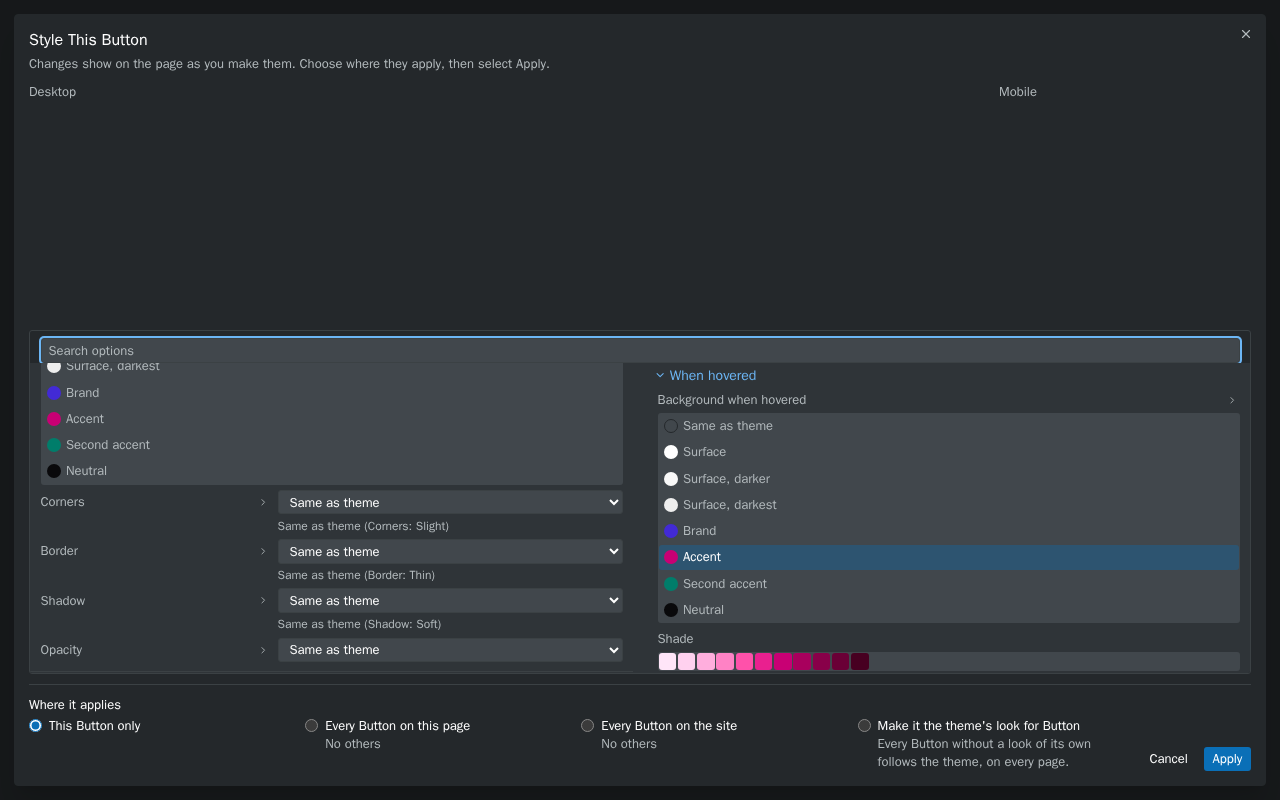 Style This Button
Changes show on the page as you make them. Choose where they apply, then select Apply.
Desktop
Mobile
Search options
Surface, darkest
Brand
Accent
Second accent
Neutral
Corners
Same as theme
Same as theme (Corners: Slight)
Border
Same as theme
Same as theme (Border: Thin)
Shadow
Same as theme
Same as theme (Shadow: Soft)
Opacity
Same as theme
When hovered
Background when hovered
Same as theme
Surface
Surface, darker
Surface, darkest
Brand
Accent
Second accent
Neutral
Shade
Where it applies
This Button only
Every Button on this page
No others
Every Button on the site
No others
Make it the theme's look for Button
Every Button without a look of its own
follows the theme, on every page.
Cancel
Apply